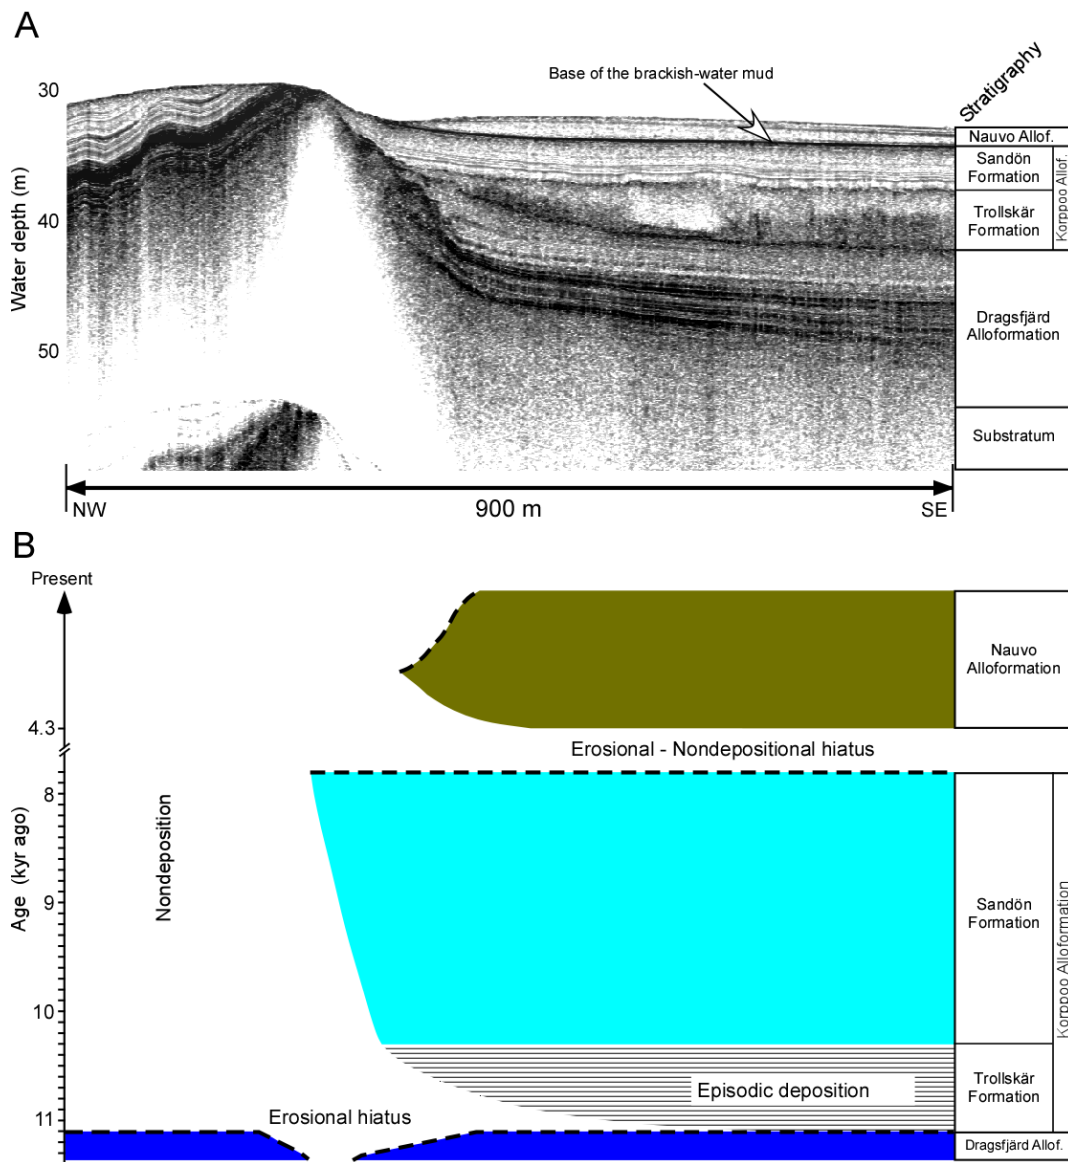 A
Base of the brackish-water mud
Stratigraphy
30
40
50
Water depth (m)
Nauvo Allof.
Sandön
Formation
Trollskär
Formation
Korppoo Allof.
Dragsfjärd
Alloformation
Substratum
NW
900 m
SE
B
Present
4.3
8
9
10
11
Age (kyr ago)
Nondeposition
Nauvo
Alloformation
Erosional - Nondepositional hiatus
Sandön
Formation
Korppoo Alloformation
Episodic deposition
Trollskär
Formation
Erosional hiatus
Dragsfjärd Allof.